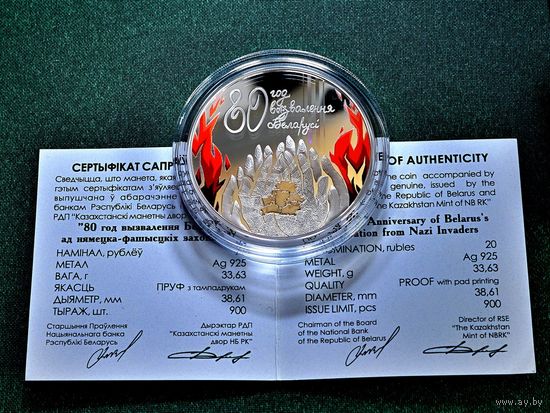 80 год
вызвалення
Беларусі
СЕРТЫФІКАТ САПР
Сведчыцца, што манета, яка
гэтым сертыфікатам з'яўляе
выпушчана ў абарачэнне
банкам Рэспублікі Беларусь
РДП "Казахстанскі манетны двор
"80 год вызвалення Бе
ад нямецка-фашысцкіх захо
НАМІНАЛ, рублёў
МЕТАЛ Ag 925
ВАГА, г 33,63
ЯКАСЦЬ ПРУФ з тампадрукам
ДЫЯМЕТР, мм 38,61
ТЫРАЖ, шт. 900
Старшыня Праўлення
Нацыянальнага банка
Рэспублікі Беларусь
Дырэктар РДП
"Казахстанскі манетны
двор НБ РК"
E OF AUTHENTICITY
the coin accompanied by
genuine, issued by the
Republic of Belarus and
The Kazakhstan Mint of NB RK"
Anniversary of Belarus's
ation from Nazi Invaders
OMINATION, rubles 20
METAL Ag 925
WEIGHT, g 33,63
QUALITY PROOF with pad printing
DIAMETER, mm 38,61
ISSUE LIMIT, pcs 900
Chairman of the Board
of the National Bank
of the Republic of Belarus
Director of RSE
"The Kazakhstan
Mint of NBRK"
www.ay.by